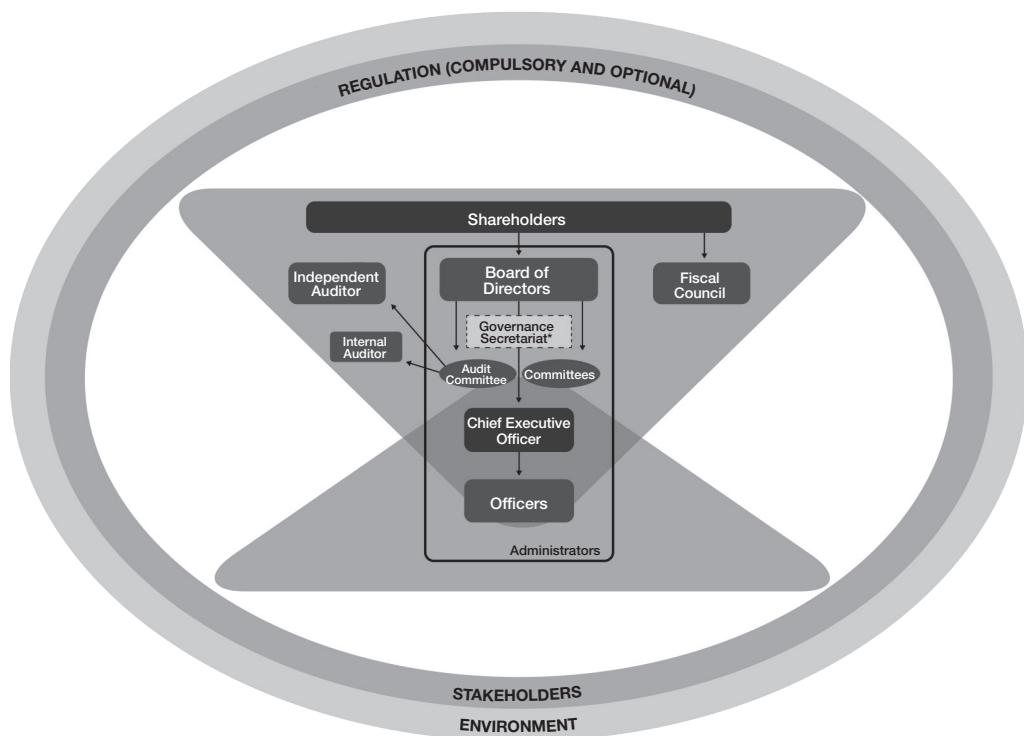 REGULATION (COMPULSORY AND OPTIONAL)
Shareholders
Independent
Auditor
Board of
Directors
Fiscal
Council
Governance
Secretariat*
Internal
Auditor
Audit
Committee
Committees
Chief Executive
Officer
Officers
Administrators
STAKEHOLDERS
ENVIRONMENT